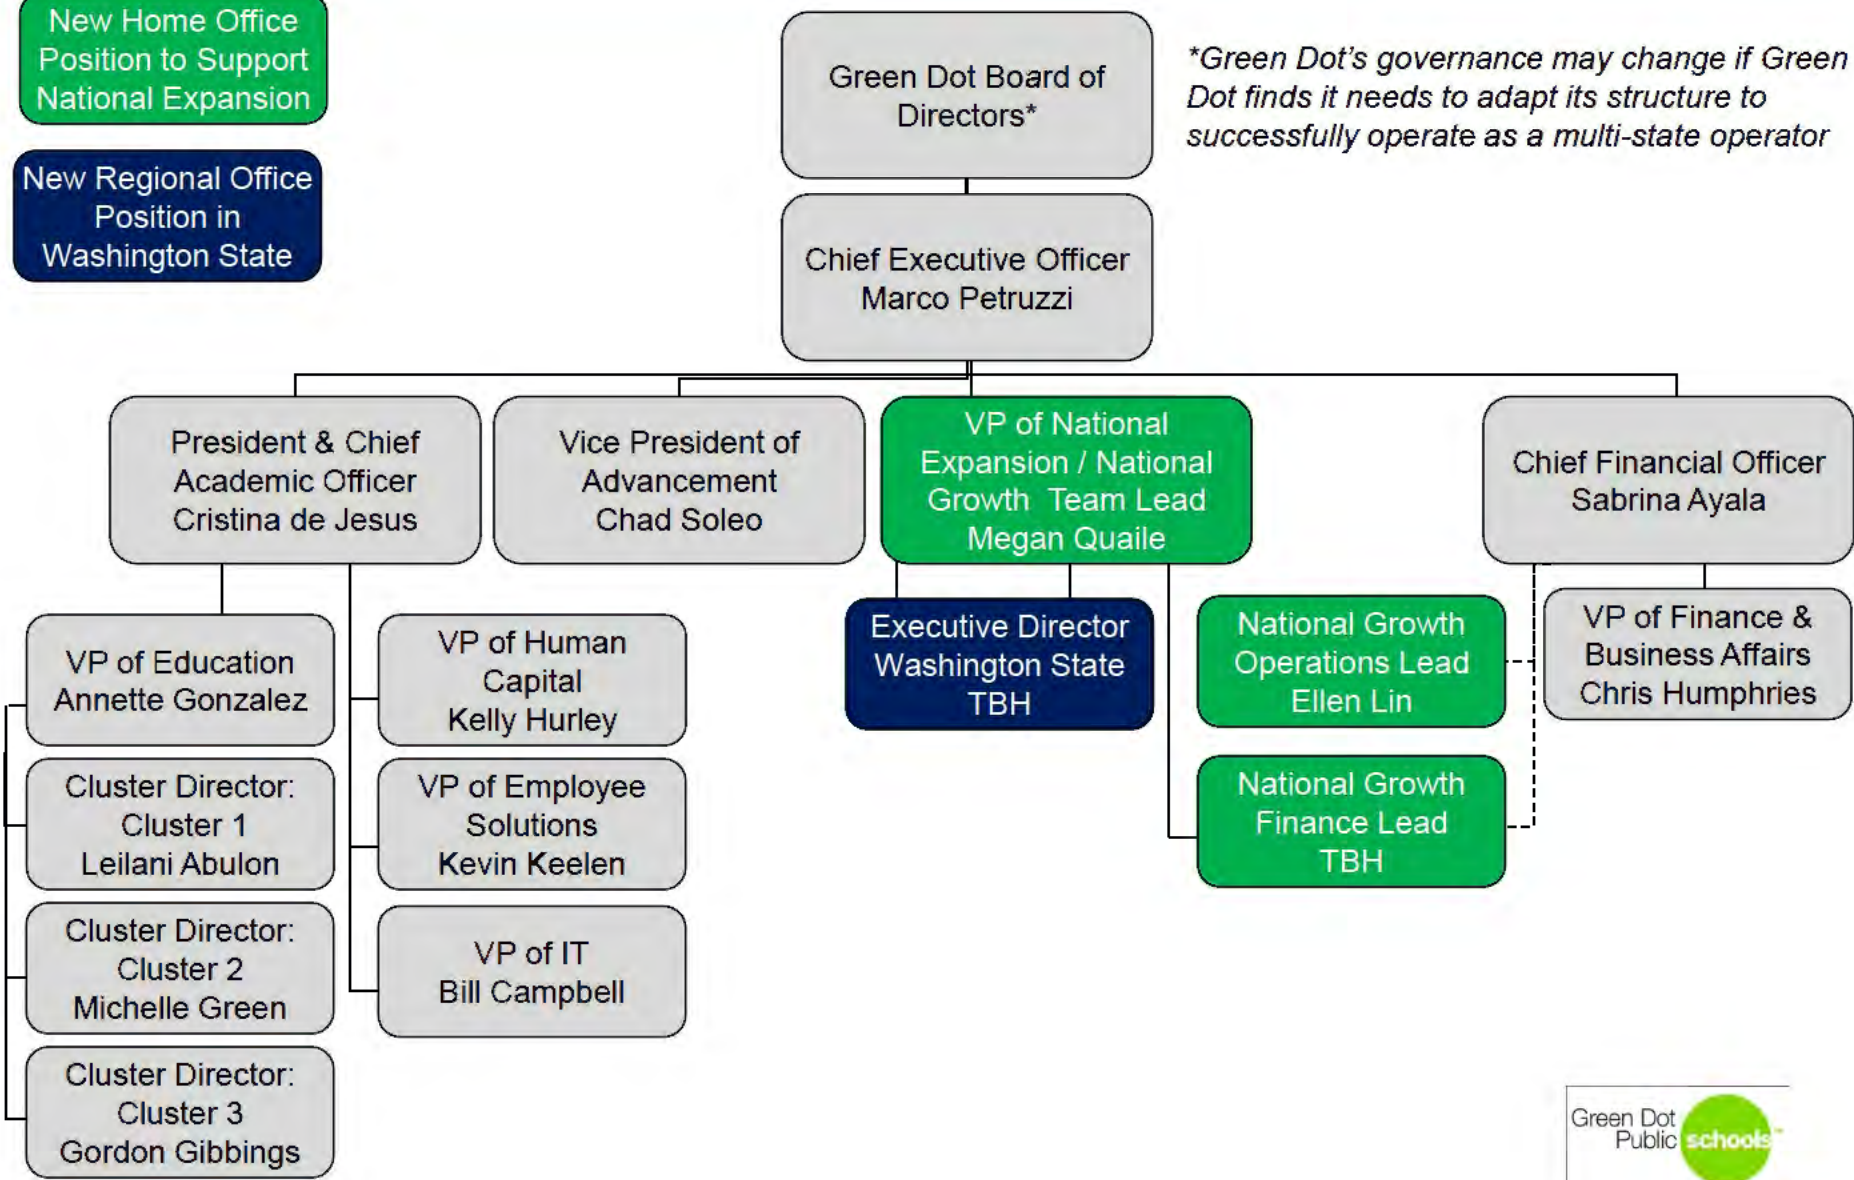 New Home Office
Position to Support
National Expansion
New Regional Office
Position in
Washington State
Green Dot Board of
Directors*
*Green Dot's governance may change if Green
Dot finds it needs to adapt its structure to
successfully operate as a multi-state operator
Chief Executive Officer
Marco Petruzzi
President & Chief
Academic Officer
Cristina de Jesus
Vice President of
Advancement
Chad Soleo
VP of National
Expansion / National
Growth Team Lead
Megan Quaile
Chief Financial Officer
Sabrina Ayala
VP of Education
Annette Gonzalez
VP of Human
Capital
Kelly Hurley
Executive Director
Washington State
TBH
National Growth
Operations Lead
Ellen Lin
VP of Finance &
Business Affairs
Chris Humphries
Cluster Director:
Cluster 1
Leilani Abulon
VP of Employee
Solutions
Kevin Keelen
National Growth
Finance Lead
TBH
Cluster Director:
Cluster 2
Michelle Green
VP of IT
Bill Campbell
Cluster Director:
Cluster 3
Gordon Gibbings
Green Dot
Public schools